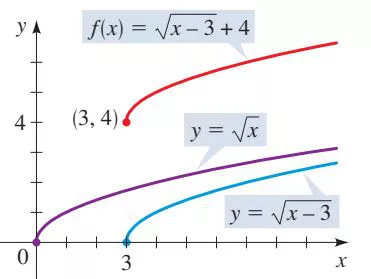 y
f(x) = √(x – 3) + 4
4
(3, 4)
y = √x
y = √(x – 3)
0
3
x